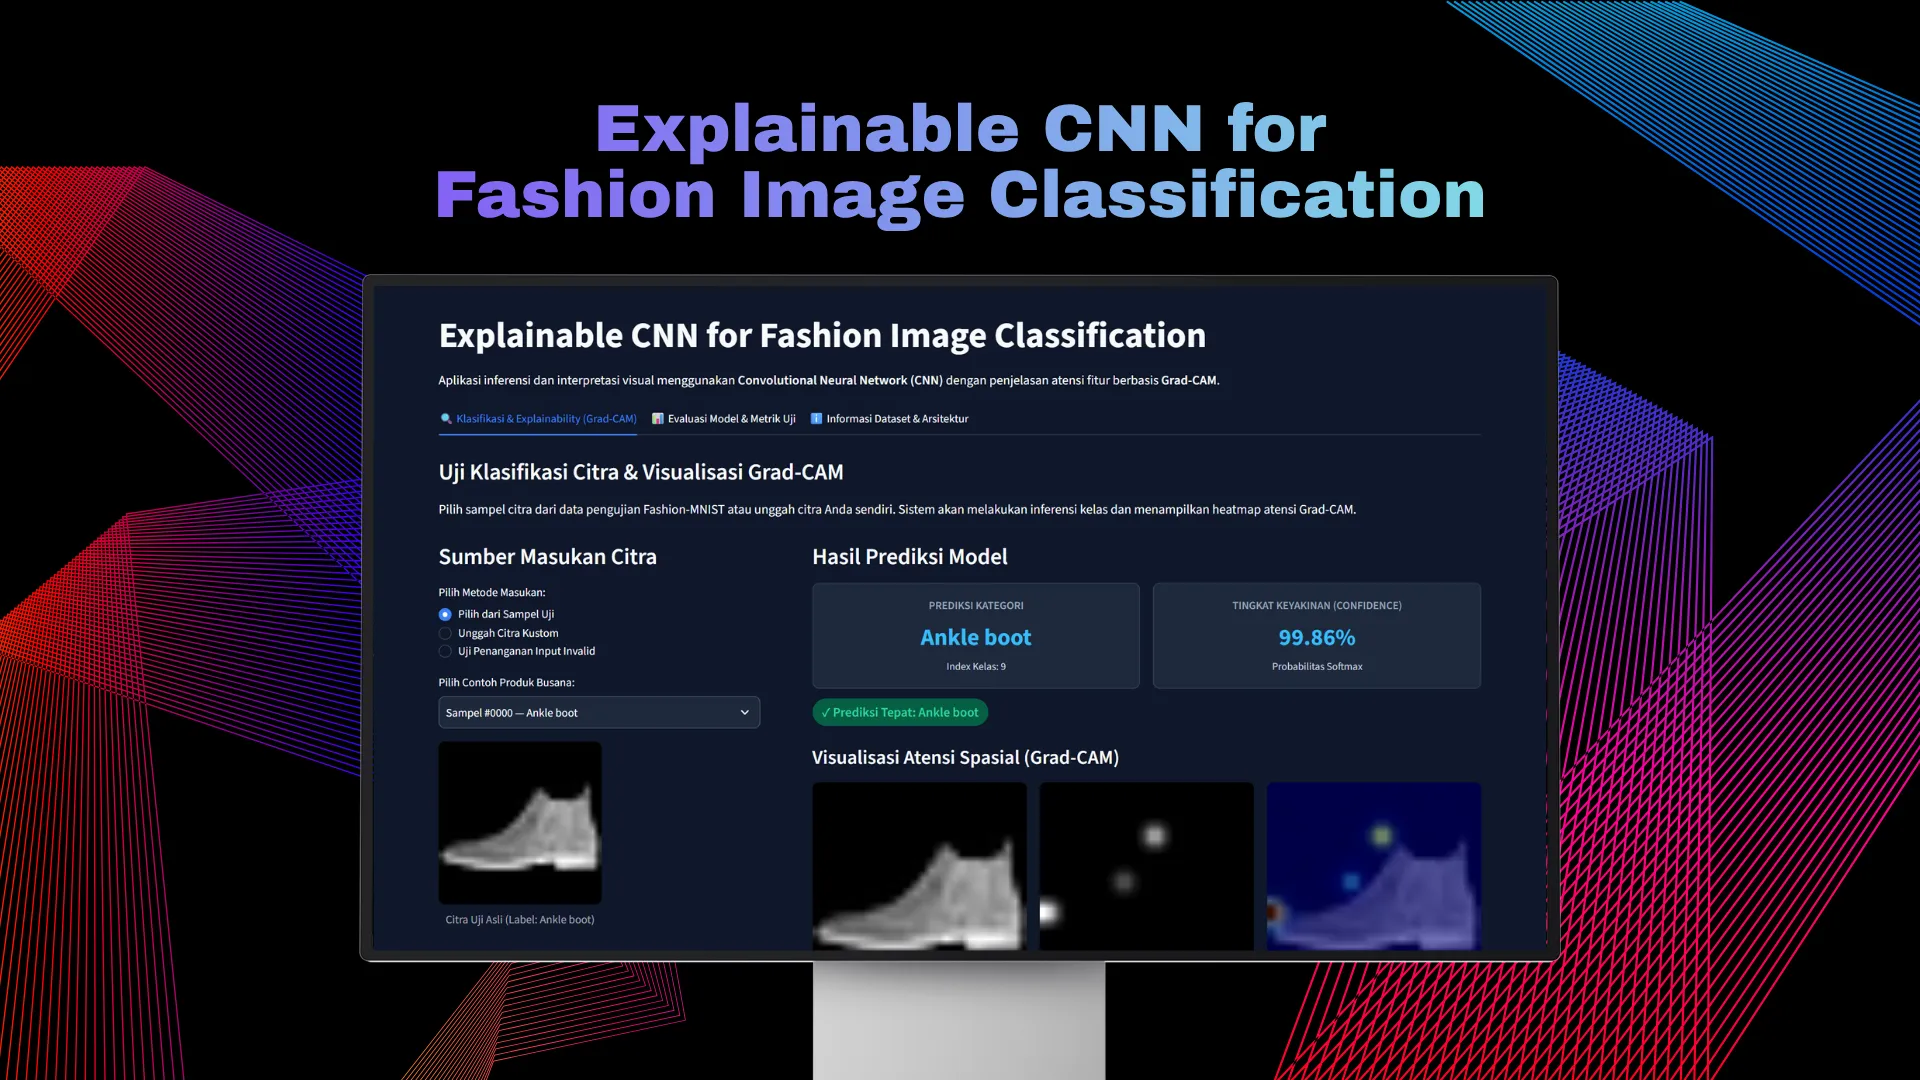 Explainable CNN for
Fashion Image Classification
Explainable CNN for Fashion Image Classification
Aplikasi inferensi dan interpretasi visual menggunakan Convolutional Neural Network (CNN) dengan penjelasan atensi fitur berbasis Grad-CAM.
Klasifikasi & Explainability (Grad-CAM)
Evaluasi Model & Metrik Uji
Informasi Dataset & Arsitektur
Uji Klasifikasi Citra & Visualisasi Grad-CAM
Pilih sampel citra dari data pengujian Fashion-MNIST atau unggah citra Anda sendiri. Sistem akan melakukan inferensi kelas dan menampilkan heatmap atensi Grad-CAM.
Sumber Masukan Citra
Pilih Metode Masukan:
Pilih dari Sampel Uji
Unggah Citra Kustom
Uji Penanganan Input Invalid
Pilih Contoh Produk Busana:
Sampel #0000 — Ankle boot
Citra Uji Asli (Label: Ankle boot)
Hasil Prediksi Model
PREDIKSI KATEGORI
Ankle boot
Index Kelas: 9
TINGKAT KEYAKINAN (CONFIDENCE)
99.86%
Probabilitas Softmax
✓ Prediksi Tepat: Ankle boot
Visualisasi Atensi Spasial (Grad-CAM)